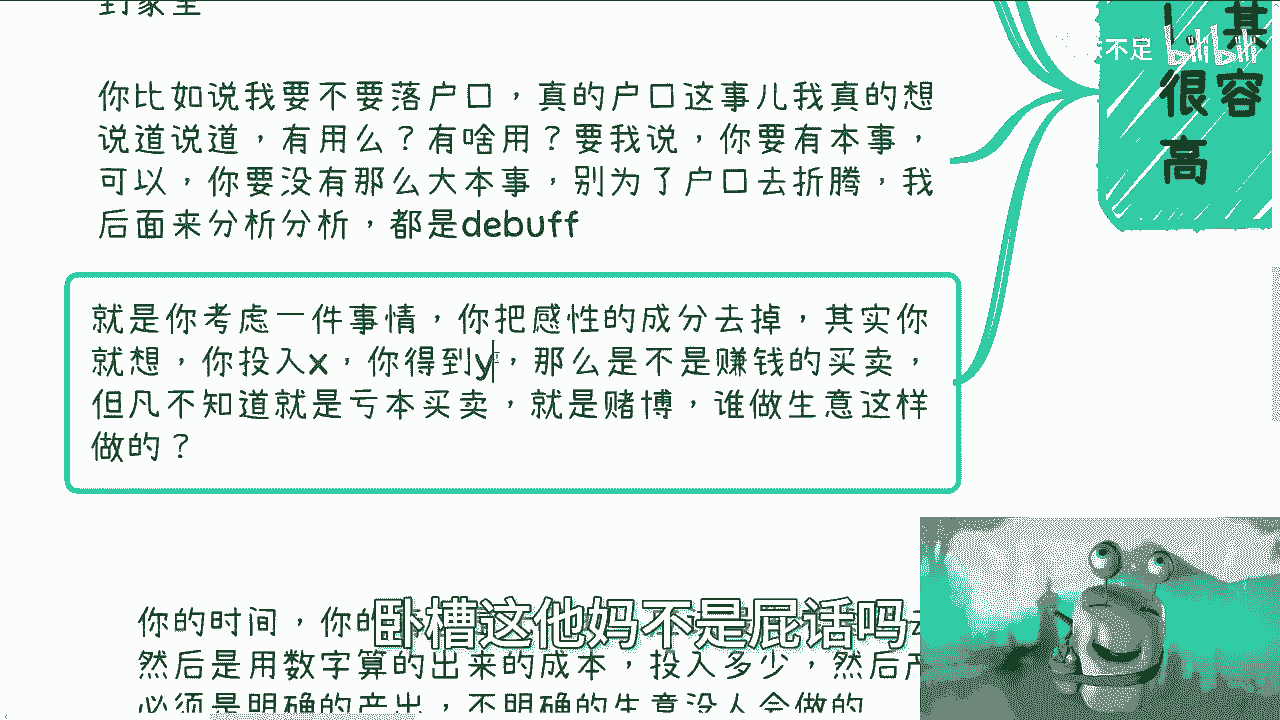 到家里
你比如说我要不要落户口，真的户口这事儿我真的想
说道说道，有用么？有啥用？要我说，你要有本事，
可以，你要没有那么大本事，别为了户口去折腾，我
后面来分析分析，都是debuff
就是你考虑一件事情，你把感性的成分去掉，其实你
就想，你投入x，你得到y，那么是不是赚钱的买卖，
但凡不知道就是亏本买卖，就是赌博，谁做生意这样
做的？
其
很容
高
不足
bilibili
你的时间，你的
然后是用数字算的出来的成本，投入多少，然后产
必须是明确的产出，不明确的生意没人会做的
卧槽这他妈不是屁话吗